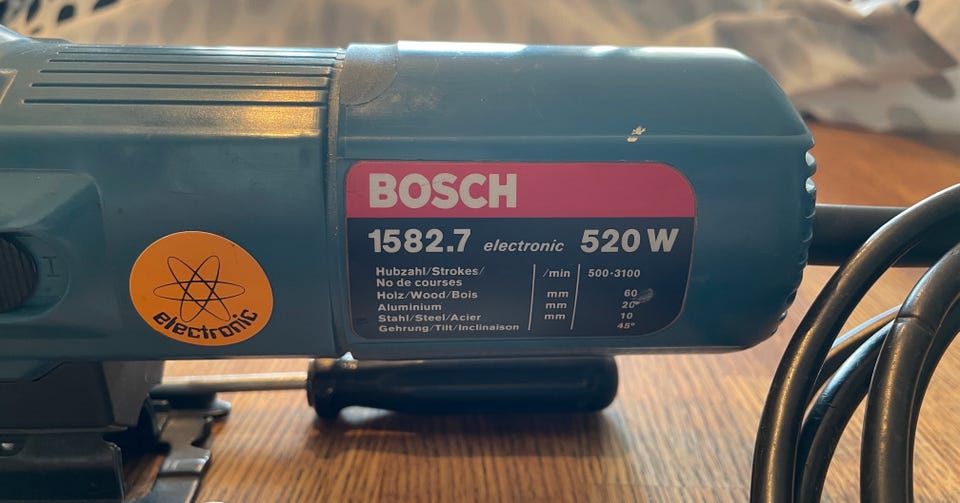 BOSCH
1582.7 electronic 520 W
Hubzahl/Strokes/ /min 500-3100
No de courses
Holz/Wood/Bois mm 60
Aluminium mm 20
Stahl/Steel/Acier mm 10
Gehrung/Tilt/Inclinaison 45°
electronic
I